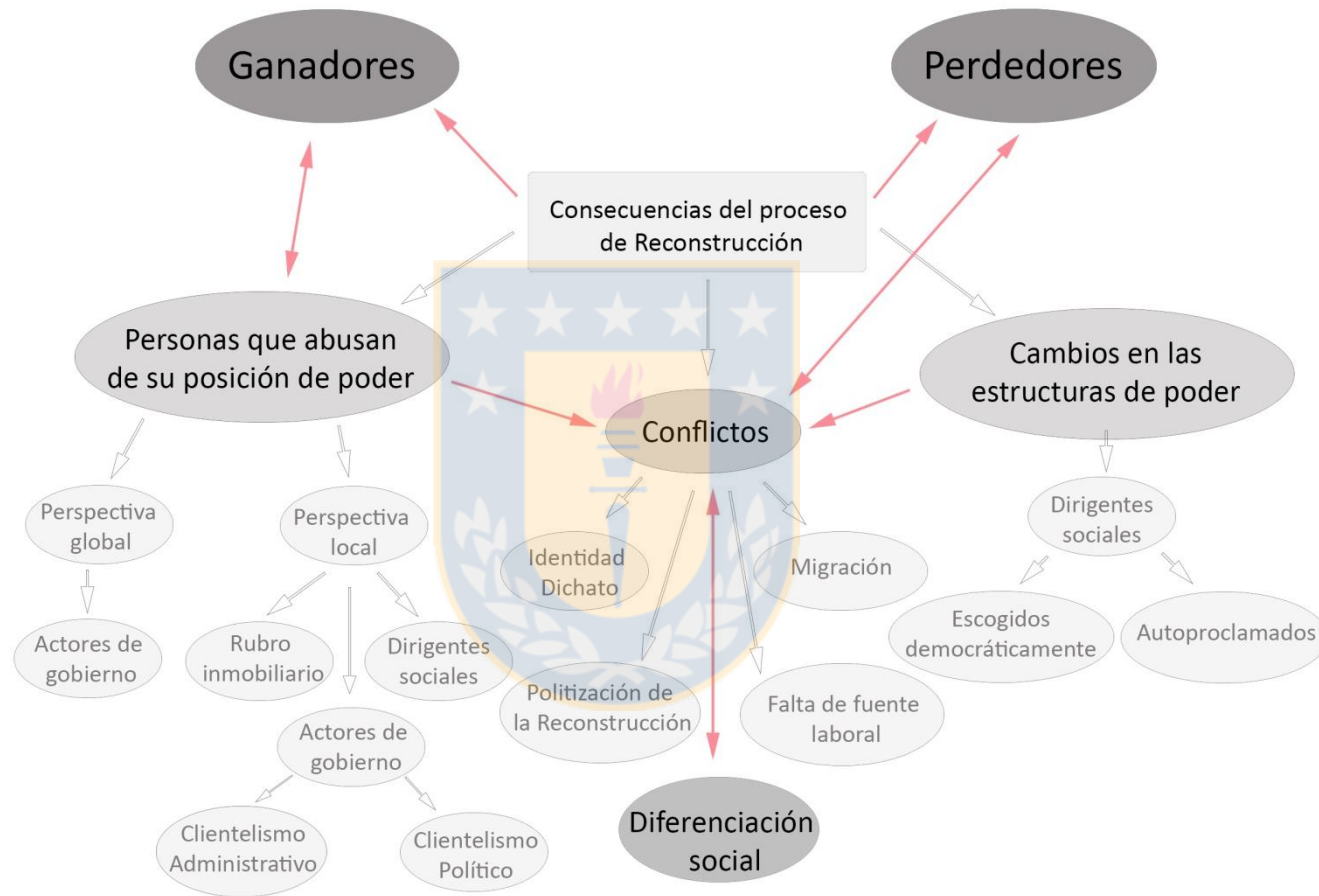 Ganadores
Perdedores
Consecuencias del proceso
de Reconstrucción
Personas que abusan
de su posición de poder
Cambios en las
estructuras de poder
Conflictos
Perspectiva
global
Perspectiva
local
Dirigentes
sociales
Identidad
Dichato
Migración
Actores de
gobierno
Rubro
inmobiliario
Dirigentes
sociales
Escogidos
democráticamente
Autoproclamados
Politización de
la Reconstrucción
Falta de fuente
laboral
Actores de
gobierno
Clientelismo
Administrativo
Clientelismo
Político
Diferenciación
social